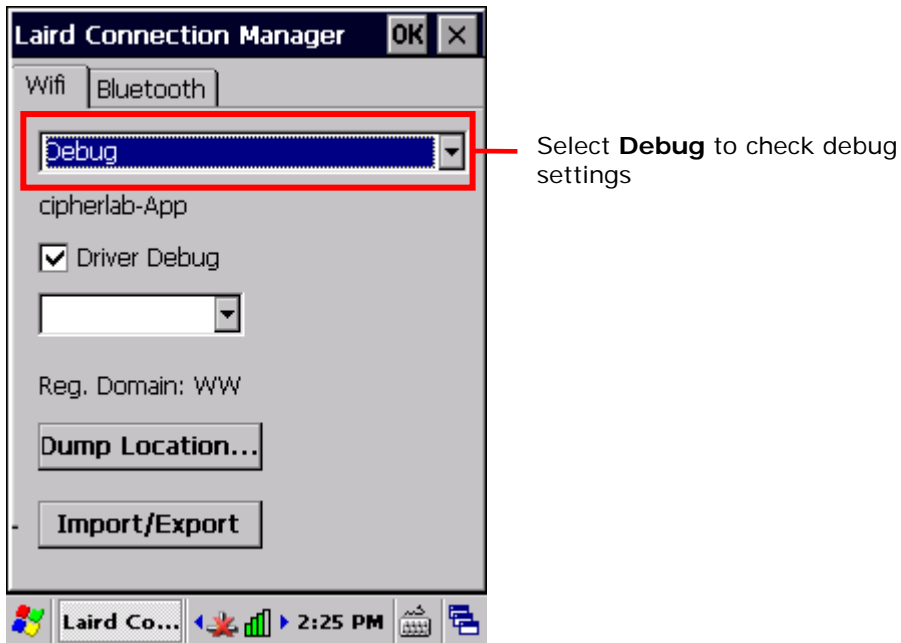 Laird Connection Manager OK
Wifi Bluetooth
Debug
Select Debug to check debug
settings
cipherlab-App
Driver Debug
Reg. Domain: WW
Dump Location...
Import/Export
Laird Co... 2:25 PM